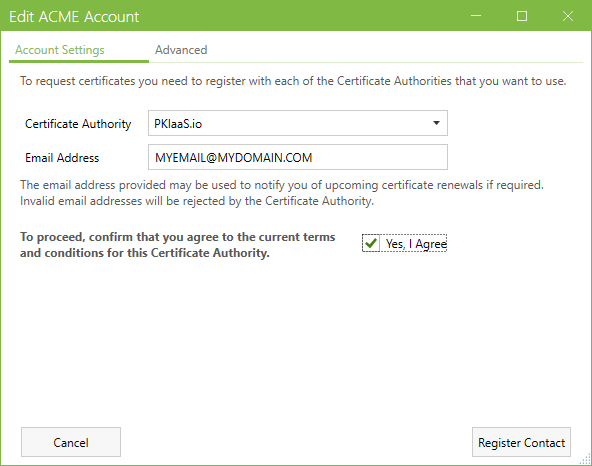 Edit ACME Account
Account Settings Advanced
To request certificates you need to register with each of the Certificate Authorities that you want to use.
Certificate Authority PKIaaS.io
Email Address MYEMAIL@MYDOMAIN.COM
The email address provided may be used to notify you of upcoming certificate renewals if required.
Invalid email addresses will be rejected by the Certificate Authority.
To proceed, confirm that you agree to the current terms
and conditions for this Certificate Authority.
Yes, I Agree
Cancel Register Contact